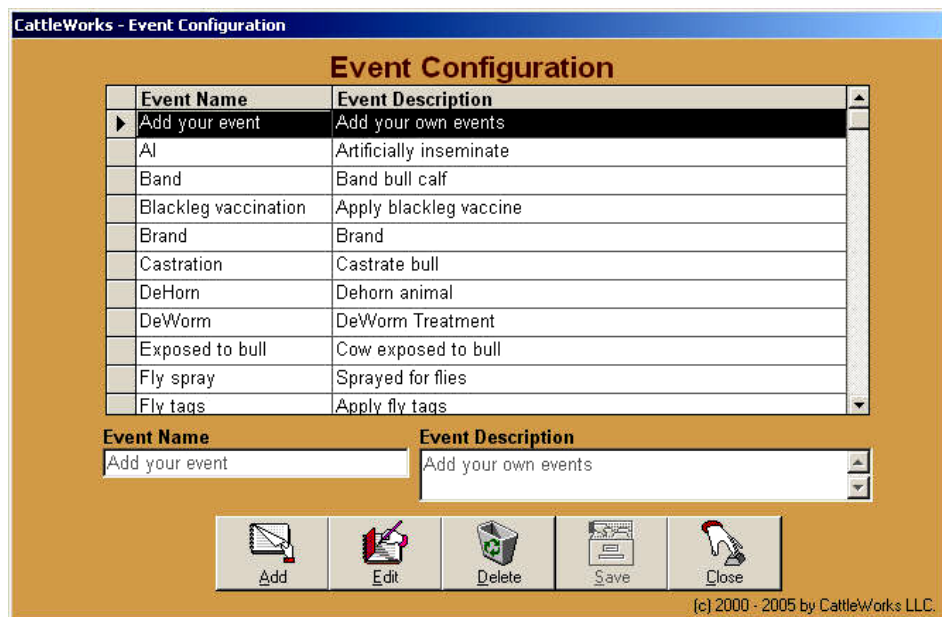 CattleWorks - Event Configuration
Event Configuration
Event Name Event Description
Add your event Add your own events
AI Artificially inseminate
Band Band bull calf
Blackleg vaccination Apply blackleg vaccine
Brand Brand
Castration Castrate bull
DeHorn Dehorn animal
DeWorm DeWorm Treatment
Exposed to bull Cow exposed to bull
Fly spray Sprayed for flies
Fly tags Apply fly tags
Event Name Event Description
Add your event Add your own events
Add Edit Delete Save Close
(c) 2000 - 2005 by CattleWorks LLC.